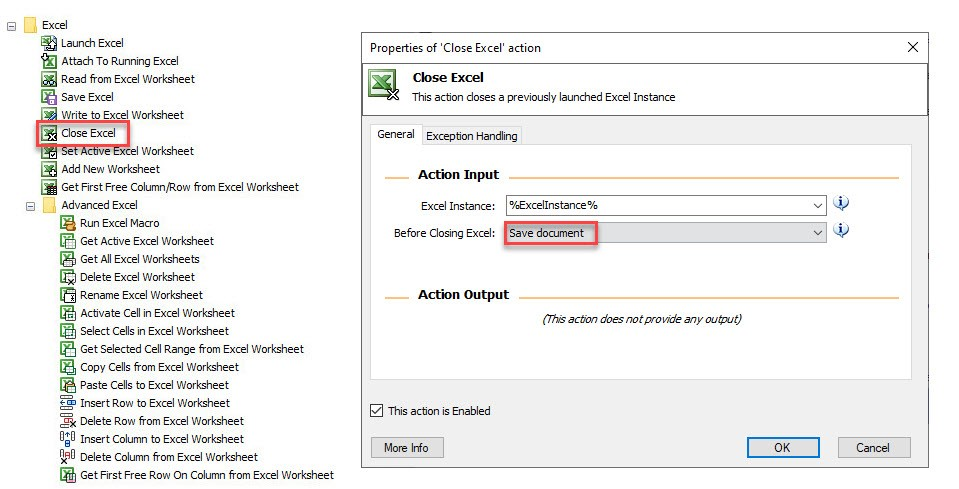 Excel
Launch Excel
Attach To Running Excel
Read from Excel Worksheet
Save Excel
Write to Excel Worksheet
Close Excel
Set Active Excel Worksheet
Add New Worksheet
Get First Free Column/Row from Excel Worksheet
Advanced Excel
Run Excel Macro
Get Active Excel Worksheet
Get All Excel Worksheets
Delete Excel Worksheet
Rename Excel Worksheet
Activate Cell in Excel Worksheet
Select Cells in Excel Worksheet
Get Selected Cell Range from Excel Worksheet
Copy Cells from Excel Worksheet
Paste Cells to Excel Worksheet
Insert Row to Excel Worksheet
Delete Row from Excel Worksheet
Insert Column to Excel Worksheet
Delete Column from Excel Worksheet
Get First Free Row On Column from Excel Worksheet
Properties of 'Close Excel' action
Close Excel
This action closes a previously launched Excel Instance
General Exception Handling
Action Input
Excel Instance: %ExcelInstance%
Before Closing Excel: Save document
Action Output
(This action does not provide any output)
This action is Enabled
More Info OK Cancel